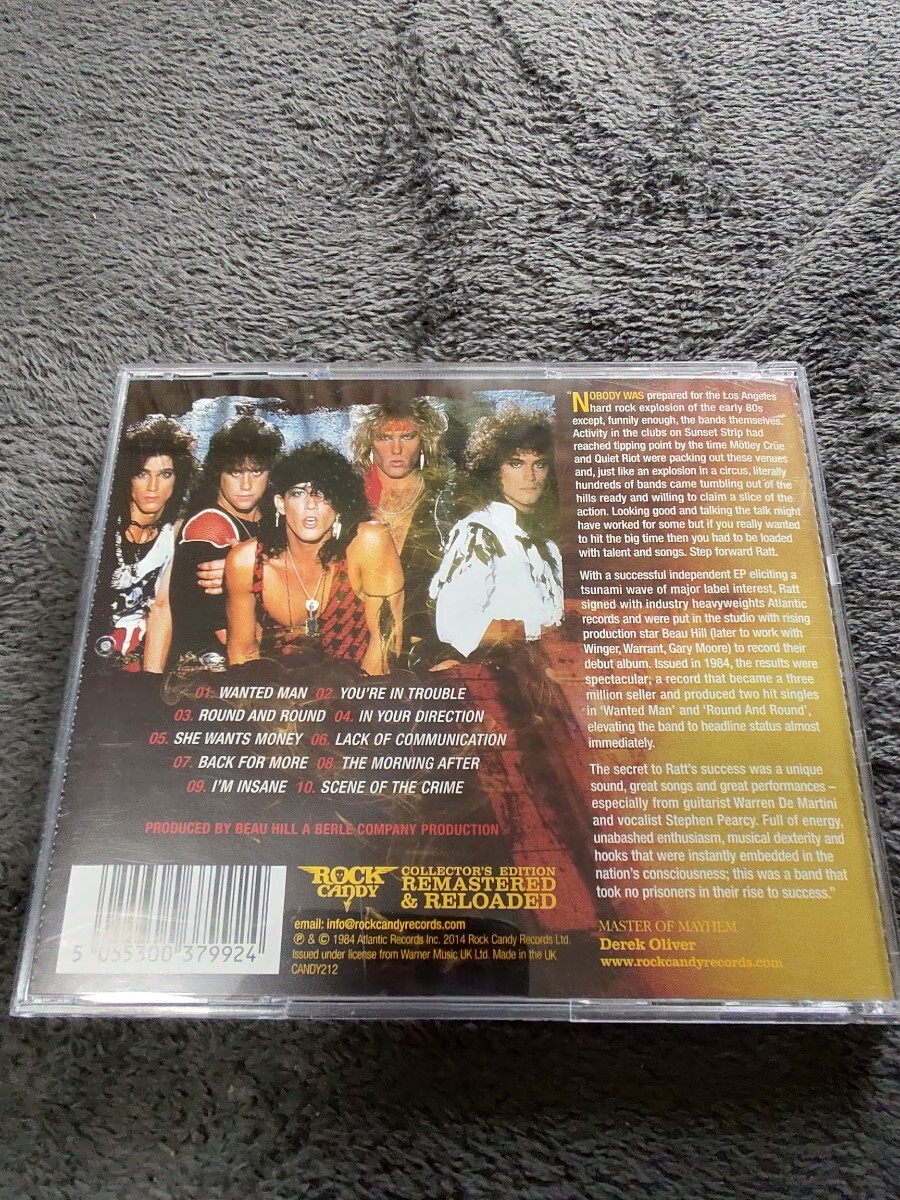 01. WANTED MAN 02. YOU'RE IN TROUBLE
03. ROUND AND ROUND 04. IN YOUR DIRECTION
05. SHE WANTS MONEY 06. LACK OF COMMUNICATION
07. BACK FOR MORE 08. THE MORNING AFTER
09. I'M INSANE 10. SCENE OF THE CRIME
PRODUCED BY BEAU HILL A BERLE COMPANY PRODUCTION
5 055300 379924
ROCK
CANDY
COLLECTOR'S EDITION
REMASTERED
& RELOADED
email: info@rockcandyrecords.com
℗ & © 1984 Atlantic Records Inc. 2014 Rock Candy Records Ltd.
Issued under license from Warner Music UK Ltd. Made in the UK
CANDY212
"NOBODY WAS prepared for the Los Angeles
hard rock explosion of the early 80s
except, funnily enough, the bands themselves.
Activity in the clubs on Sunset Strip had
reached tipping point by the time Mötley Crüe
and Quiet Riot were packing out these venues
and, just like an explosion in a circus, literally
hundreds of bands came tumbling out of the
hills ready and willing to claim a slice of the
action. Looking good and talking the talk might
have worked for some but if you really wanted
to hit the big time then you had to be loaded
with talent and songs. Step forward Ratt.
With a successful independent EP eliciting a
tsunami wave of major label interest, Ratt
signed with industry heavyweights Atlantic
records and were put in the studio with rising
production star Beau Hill (later to work with
Winger, Warrant, Gary Moore) to record their
debut album. Issued in 1984, the results were
spectacular; a record that became a three
million seller and produced two hit singles
in 'Wanted Man' and 'Round And Round',
elevating the band to headline status almost
immediately.
The secret to Ratt's success was a unique
sound, great songs and great performances –
especially from guitarist Warren De Martini
and vocalist Stephen Pearcy. Full of energy,
unabashed enthusiasm, musical dexterity and
hooks that were instantly embedded in the
nation's consciousness; this was a band that
took no prisoners in their rise to success."
MASTER OF MAYHEM
Derek Oliver
www.rockcandyrecords.com